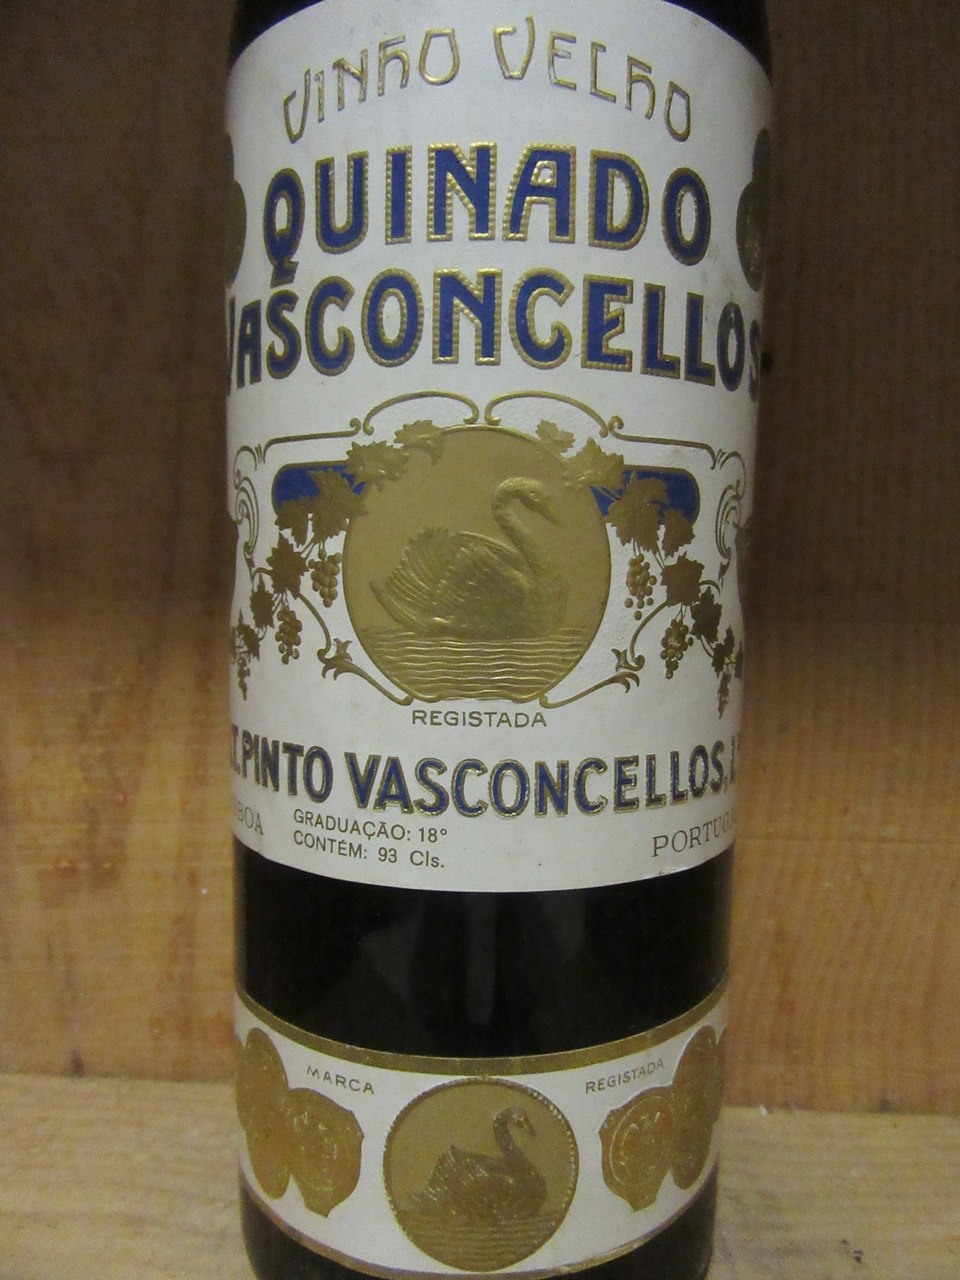 VINHO VELHO
QUINADO
VASCONCELLOS
REGISTADA
T. PINTO VASCONCELLOS,
GRADUAÇÃO: 18°
CONTÉM: 93 Cls.
MARCA
REGISTADA